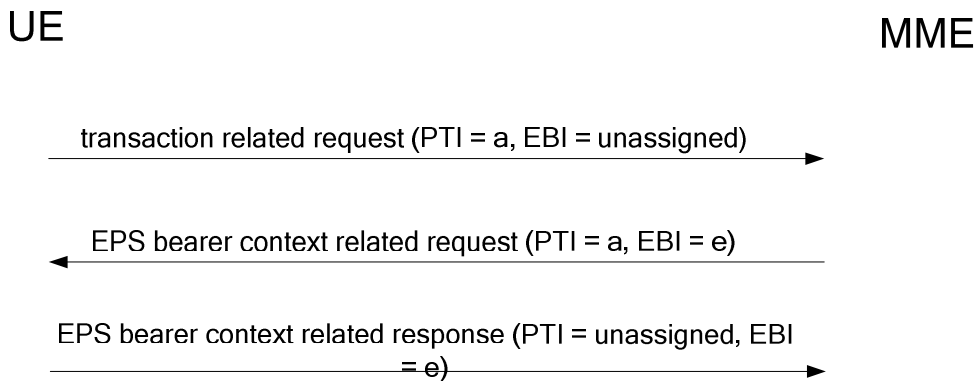 UE
MME
transaction related request (PTI = a, EBI = unassigned)
EPS bearer context related request (PTI = a, EBI = e)
EPS bearer context related response (PTI = unassigned, EBI
= e)